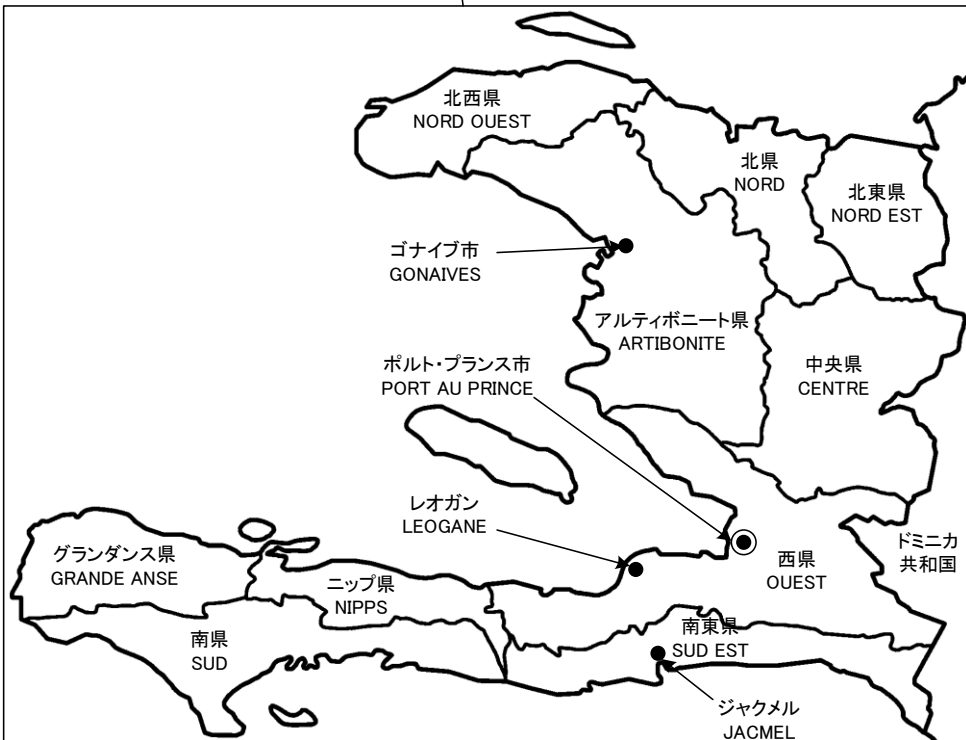 北西県
NORD OUEST
北県
NORD
北東県
NORD EST
ゴナイブ市
GONAIVES
アルティボニート県
ARTIBONITE
中央県
CENTRE
ポルト・プランス市
PORT AU PRINCE
レオガン
LEOGANE
ドミニカ
共和国
西県
OUEST
グランダンス県
GRANDE ANSE
ニップ県
NIPPS
南県
SUD
南東県
SUD EST
ジャクメル
JACMEL